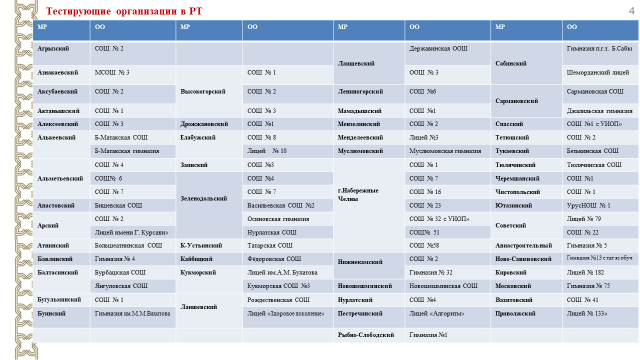 Тестирующие организации в РТ
4
МР ОО МР ОО МР ОО МР ОО
Агрызский СОШ № 2 Лаишевский Державинская ООШ Сабинский Гимназия п.г.т. Б.Сабы
Азнакаевский МСОШ № 3 Высокогорский СОШ № 1 ООШ № 3 Шеморданский лицей
Аксубаевский СОШ № 2 СОШ № 2 Лениногорский СОШ №6 Сармановский Сармановская СОШ
Актанышский СОШ № 1 СОШ № 3 Мамадышский СОШ №1 Джалильская гимназия
Алексеевский СОШ № 3 Дрожжановский СОШ №1 Мензелинский СОШ № 2 Спасский СОШ №1 с УИОП»
Алькеевский Б-Матакская СОШ Елабужский СОШ № 8 Менделеевский Лицей №3 Тетюшский СОШ № 2
Б-Матакская гимназия Лицей № 10 Муслюмовский Муслюмовская гимназия Тукаевский Бетькинская СОШ
Альметьевский СОШ № 4 Заинский СОШ №3 г.Набережные Челны СОШ № 1 Тюлячинский Тюлячинская СОШ
СОШ№ 6 Зеленодольский СОШ №4 СОШ № 7 Черемшанский СОШ №1
СОШ № 7 СОШ № 7 СОШ № 16 Чистопольский СОШ № 1
Апастовский Бишевская СОШ Васильевская СОШ №2 СОШ № 23 Ютазинский УрусНОШ № 1
Арский СОШ № 2 Осиновская гимназия СОШ № 32 с УИОП» Советский Лицей № 79
Лицей имени Г. Курсави» Нурлатская СОШ СОШ№ 51 СОШ № 22
Атнинский Большеатнинская СОШ К-Устьинский Татарская СОШ СОШ №58 Авиастроительный Гимназия № 5
Бавлинский Гимназия № 4 Кайбицкий Фёдоровская СОШ Нижнекамский СОШ № 2 Ново-Савиновский Гимназия №13
Балтасинский Бурбашская СОШ Кукморский Лицей им.А.М. Булатова Гимназия № 32 Кировский Лицей № 182
Янгуловская СОШ Кукморская СОШ №3 Новошешминский Новошешминская СОШ Московский Гимназия № 75
Бугульминский СОШ № 1 Лаишевский Рождественская СОШ Нурлатский СОШ №4 Вахитовский СОШ № 41
Буинский Гимназия им.М.М.Вахитова Лицей «Здоровое поколение» Пестречинский Лицей «Алгоритм» Приволжский Лицей № 133»
Рыбно-Слободский Гимназия №1